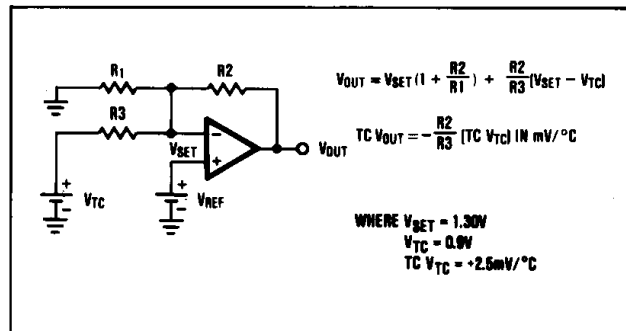 R1
R2
R3
VSET
−
+
VOUT
+
−
VTC
+
−
VREF
VOUT = VSET(1 + R2/R1) + R2/R3 (VSET − VTC)
TC VOUT = − R2/R3 (TC VTC) IN mV/°C
WHERE VSET = 1.30V
VTC = 0.9V
TC VTC = +2.5mV/°C